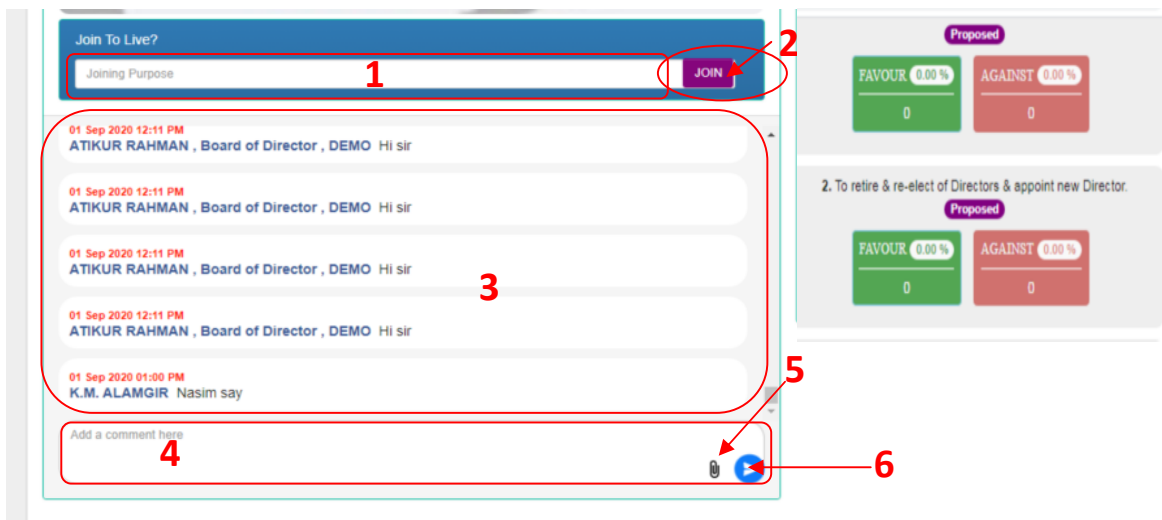 Join To Live?
Joining Purpose
1
JOIN
2
01 Sep 2020 12:11 PM
ATIKUR RAHMAN , Board of Director , DEMO Hi sir
01 Sep 2020 12:11 PM
ATIKUR RAHMAN , Board of Director , DEMO Hi sir
01 Sep 2020 12:11 PM
ATIKUR RAHMAN , Board of Director , DEMO Hi sir
3
01 Sep 2020 12:11 PM
ATIKUR RAHMAN , Board of Director , DEMO Hi sir
01 Sep 2020 01:00 PM
K.M. ALAMGIR Nasim say
Add a comment here
4
5
6
Proposed
FAVOUR 0.00 % AGAINST 0.00 %
0 0
2. To retire & re-elect of Directors & appoint new Director.
Proposed
FAVOUR 0.00 % AGAINST 0.00 %
0 0